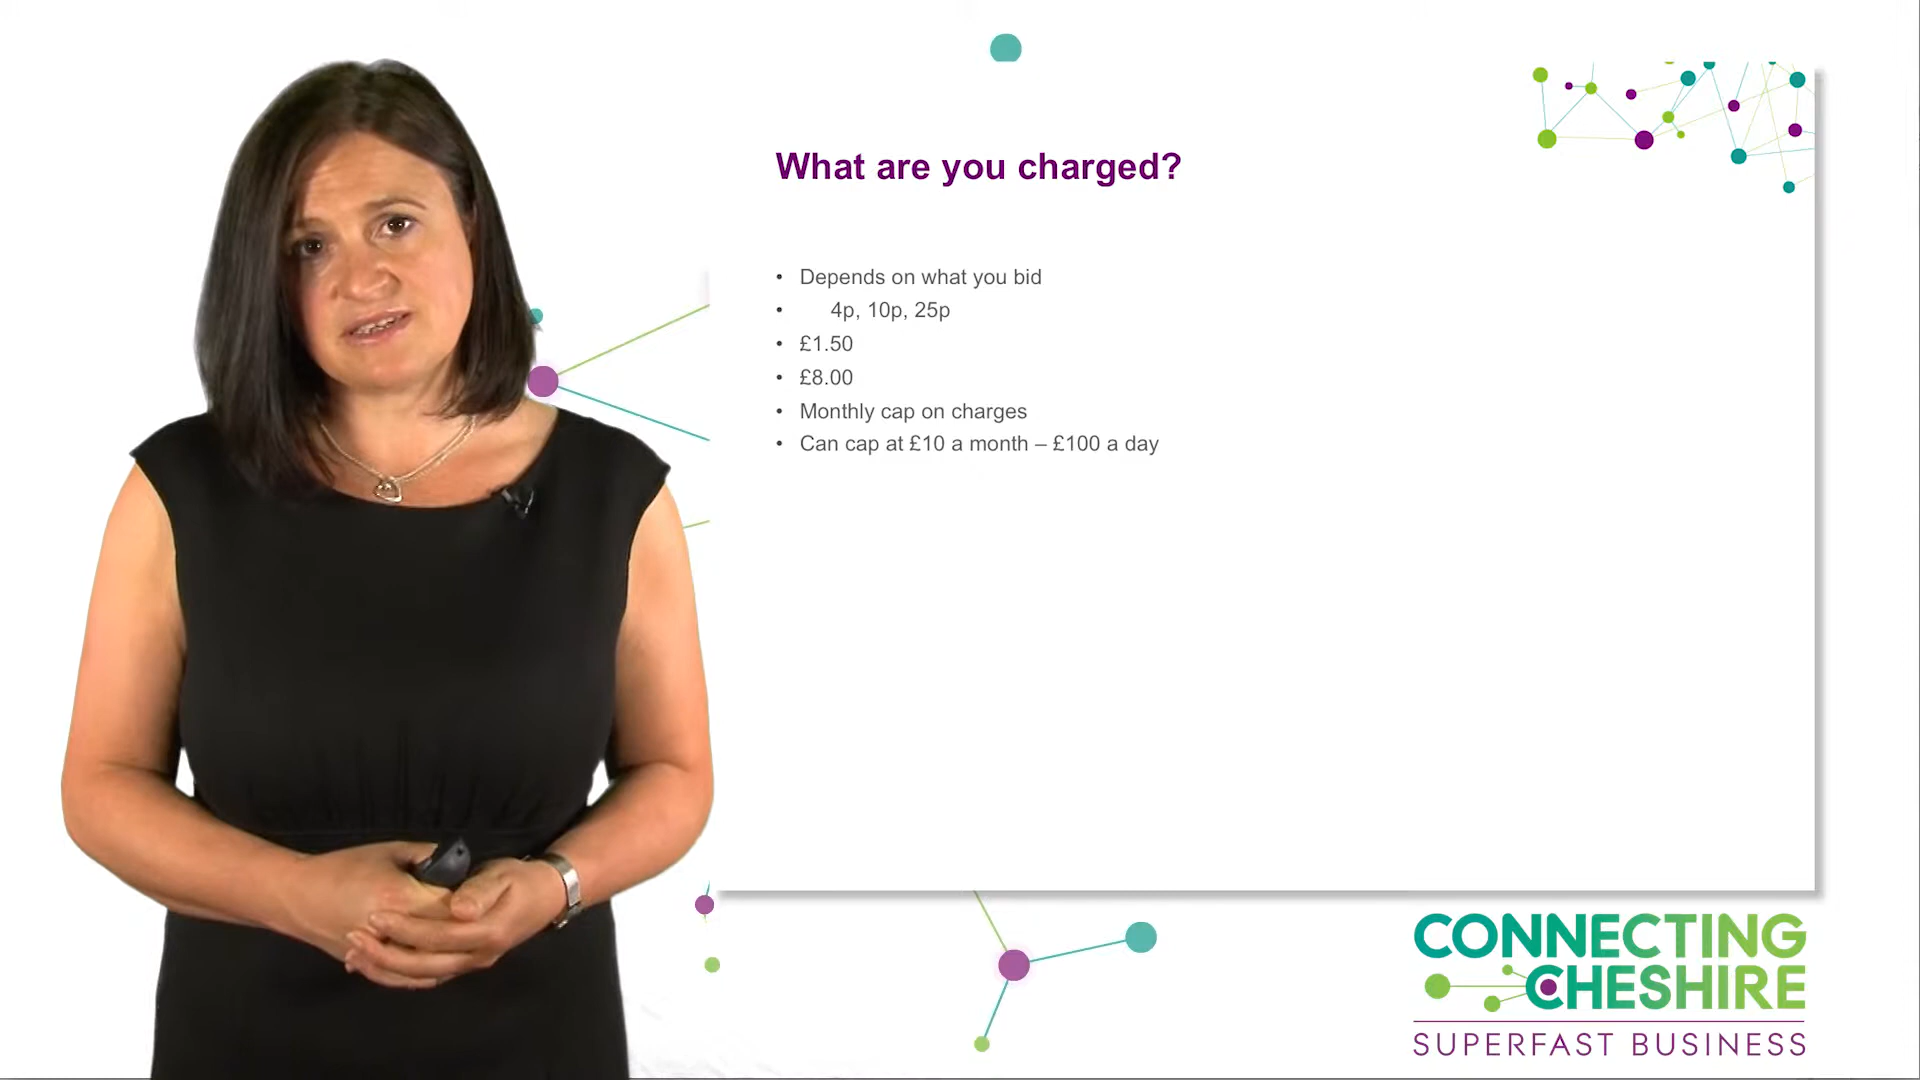 What are you charged?
• Depends on what you bid
• 4p, 10p, 25p
• £1.50
• £8.00
• Monthly cap on charges
• Can cap at £10 a month – £100 a day
CONNECTING
CHESHIRE
SUPERFAST BUSINESS